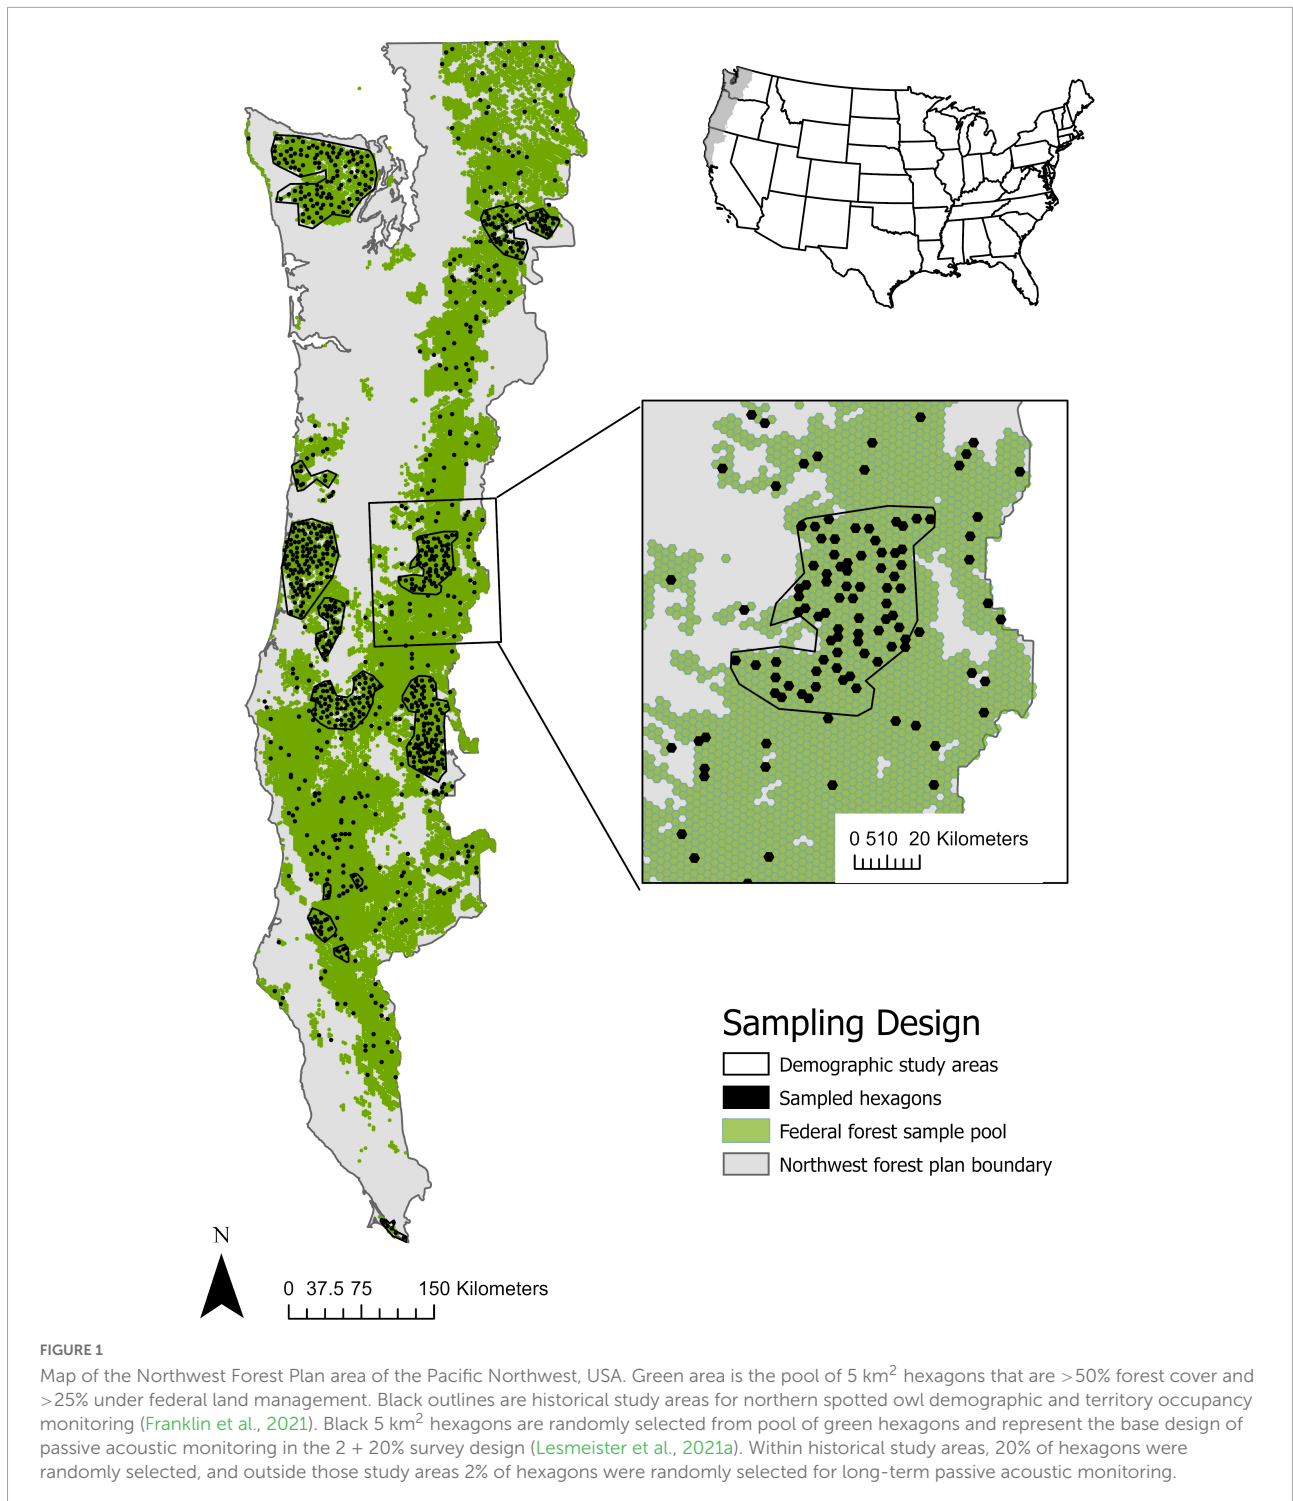 0 510 20 Kilometers
Sampling Design
Demographic study areas
Sampled hexagons
Federal forest sample pool
Northwest forest plan boundary
N
0 37.5 75 150 Kilometers
FIGURE 1
Map of the Northwest Forest Plan area of the Pacific Northwest, USA. Green area is the pool of 5 km² hexagons that are >50% forest cover and
>25% under federal land management. Black outlines are historical study areas for northern spotted owl demographic and territory occupancy
monitoring (Franklin et al., 2021). Black 5 km² hexagons are randomly selected from pool of green hexagons and represent the base design of
passive acoustic monitoring in the 2 + 20% survey design (Lesmeister et al., 2021a). Within historical study areas, 20% of hexagons were
randomly selected, and outside those study areas 2% of hexagons were randomly selected for long-term passive acoustic monitoring.